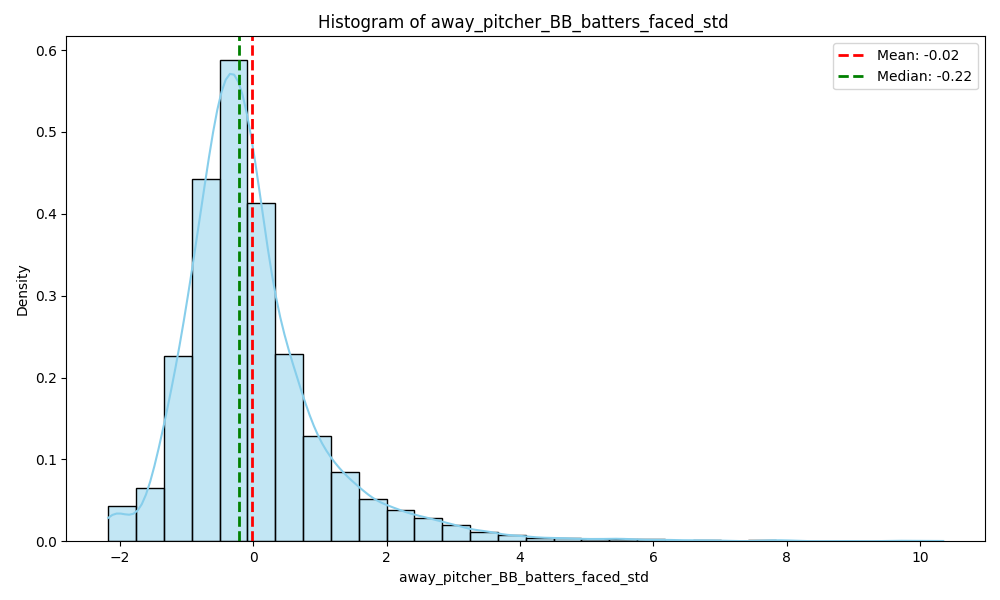 Histogram of away_pitcher_BB_batters_faced_std
Mean: -0.02
Median: -0.22
Density
0.6
0.5
0.4
0.3
0.2
0.1
0.0
−2
0
2
4
6
8
10
away_pitcher_BB_batters_faced_std